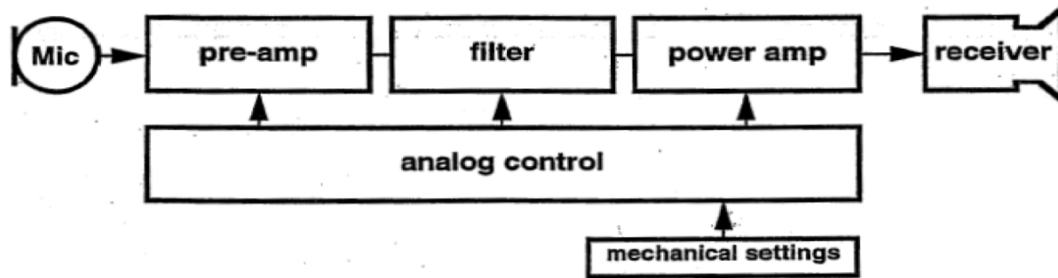 Mic
pre-amp
filter
power amp
receiver
analog control
mechanical settings